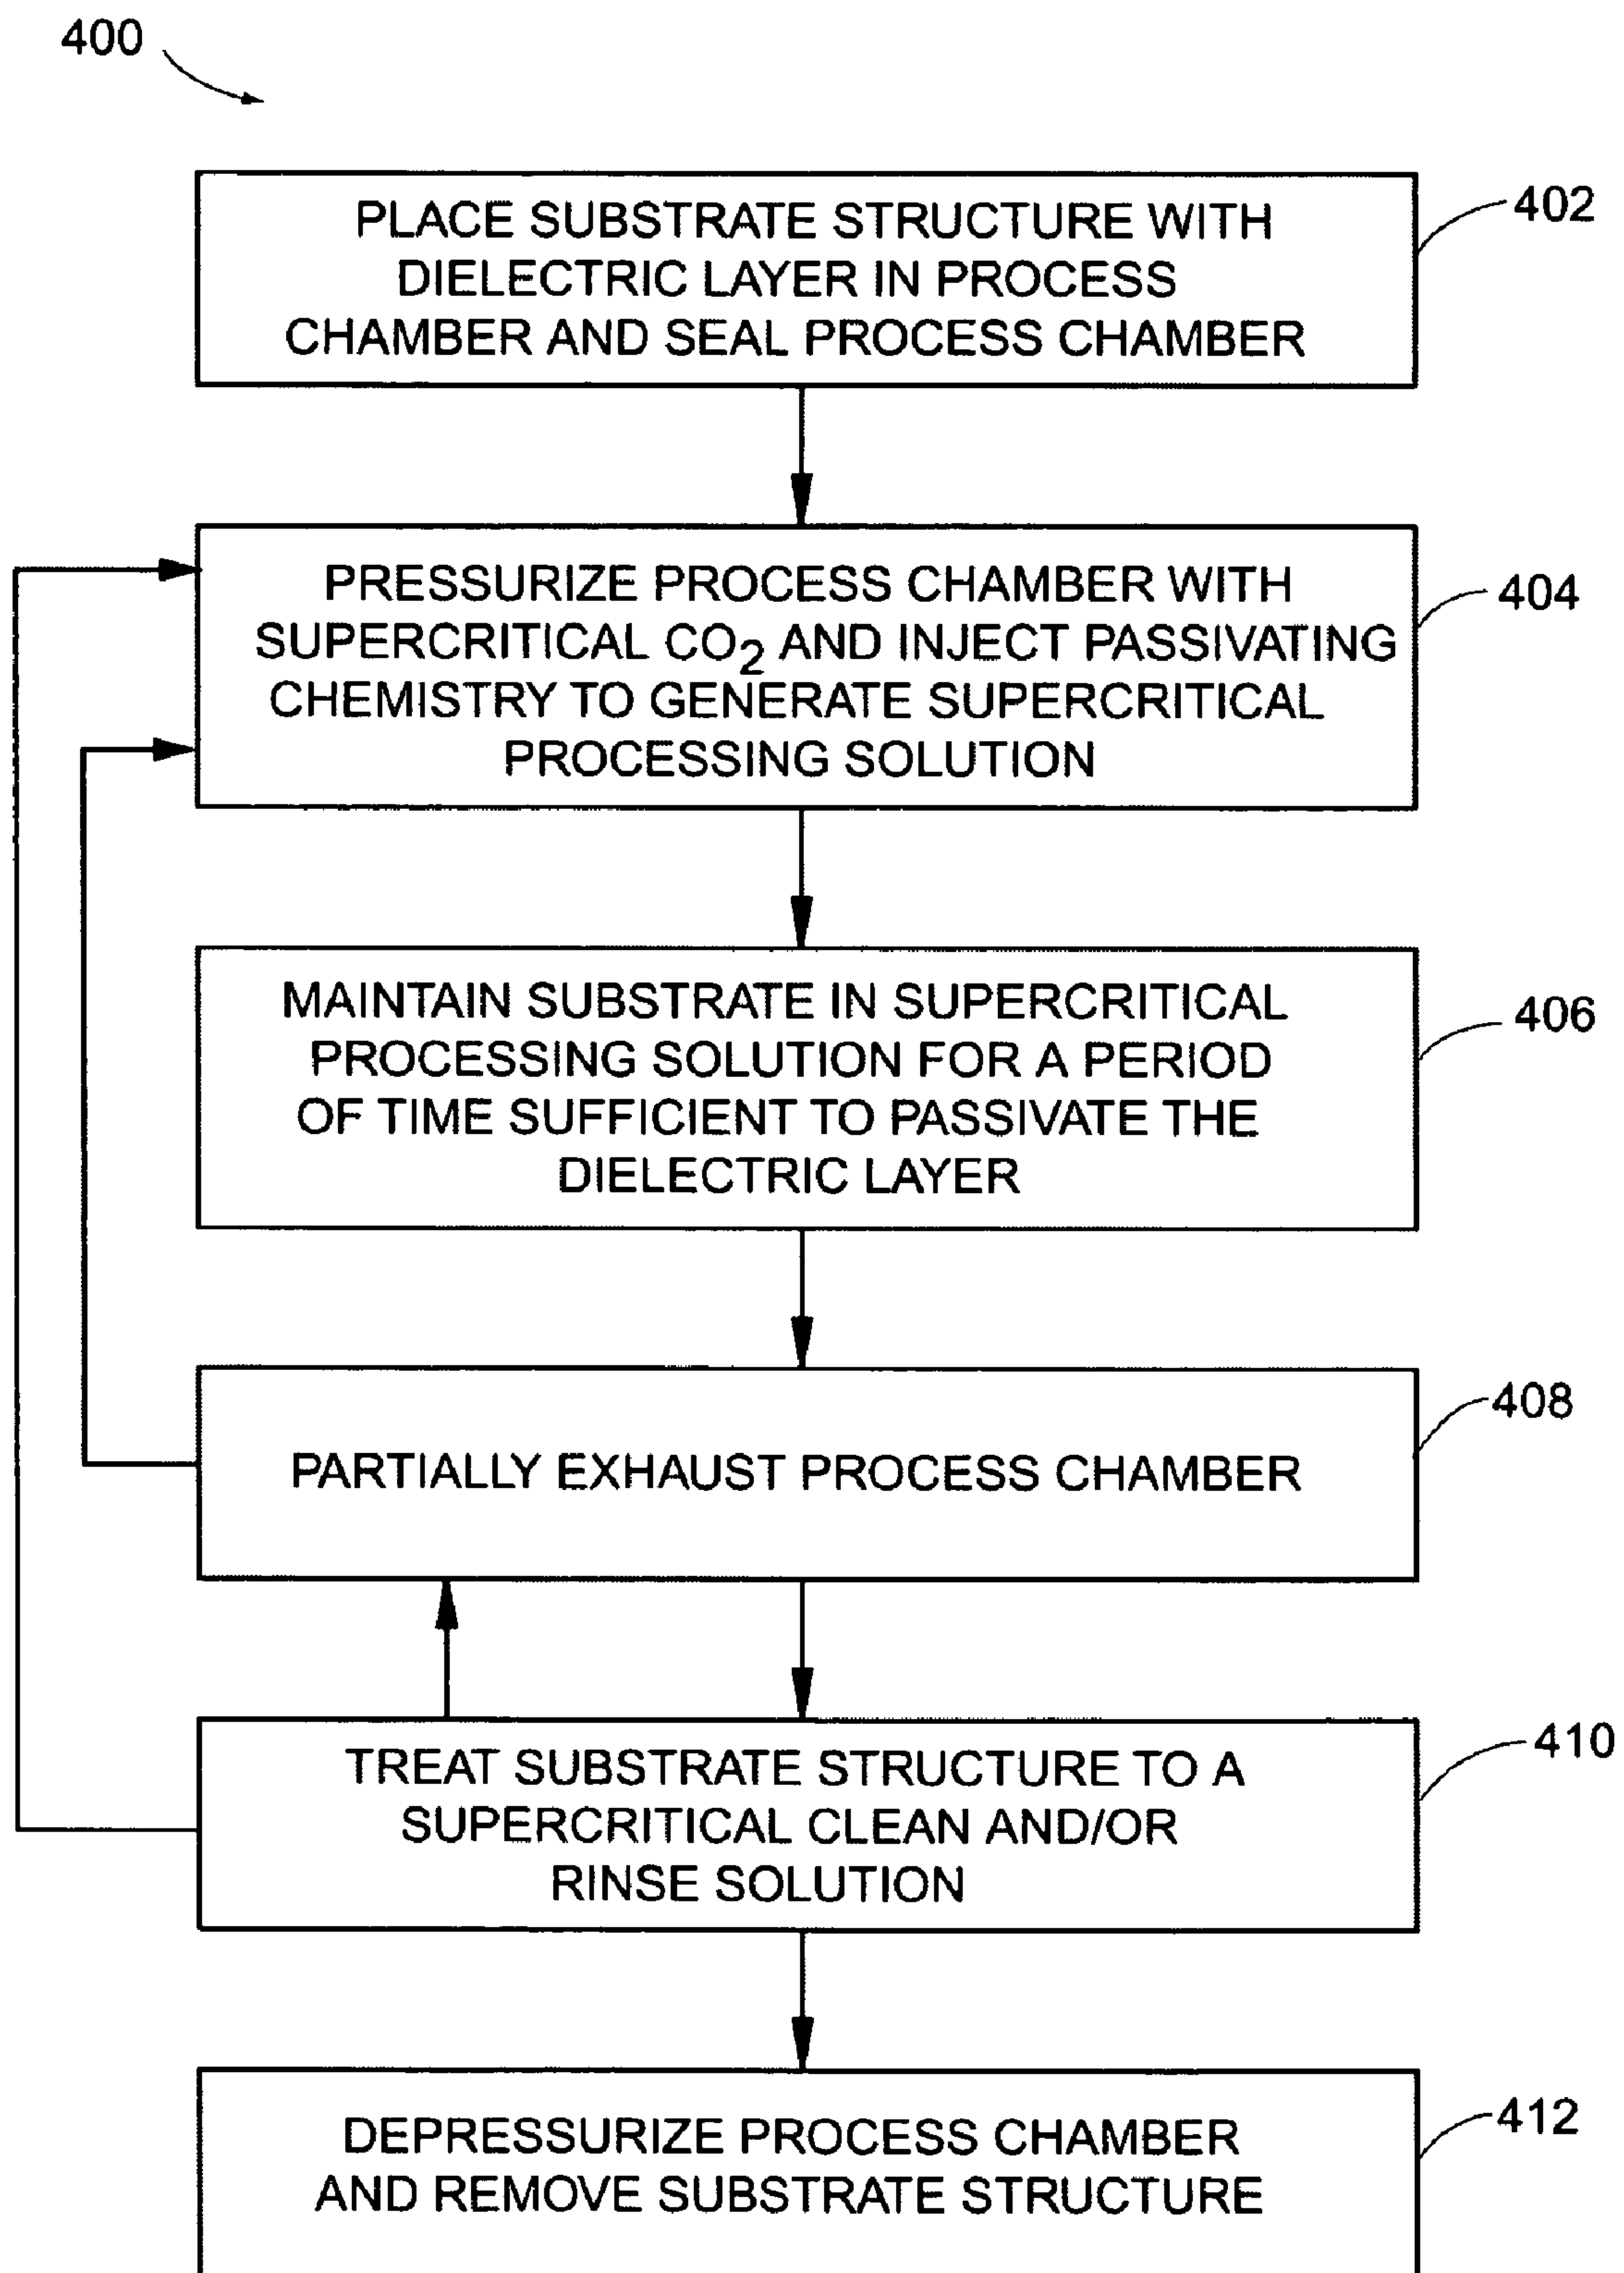 400
PLACE SUBSTRATE STRUCTURE WITH
DIELECTRIC LAYER IN PROCESS
CHAMBER AND SEAL PROCESS CHAMBER
402
PRESSURIZE PROCESS CHAMBER WITH
SUPERCRITICAL CO2 AND INJECT PASSIVATING
CHEMISTRY TO GENERATE SUPERCRITICAL
PROCESSING SOLUTION
404
MAINTAIN SUBSTRATE IN SUPERCRITICAL
PROCESSING SOLUTION FOR A PERIOD
OF TIME SUFFICIENT TO PASSIVATE THE
DIELECTRIC LAYER
406
PARTIALLY EXHAUST PROCESS CHAMBER
408
TREAT SUBSTRATE STRUCTURE TO A
SUPERCRITICAL CLEAN AND/OR
RINSE SOLUTION
410
DEPRESSURIZE PROCESS CHAMBER
AND REMOVE SUBSTRATE STRUCTURE
412